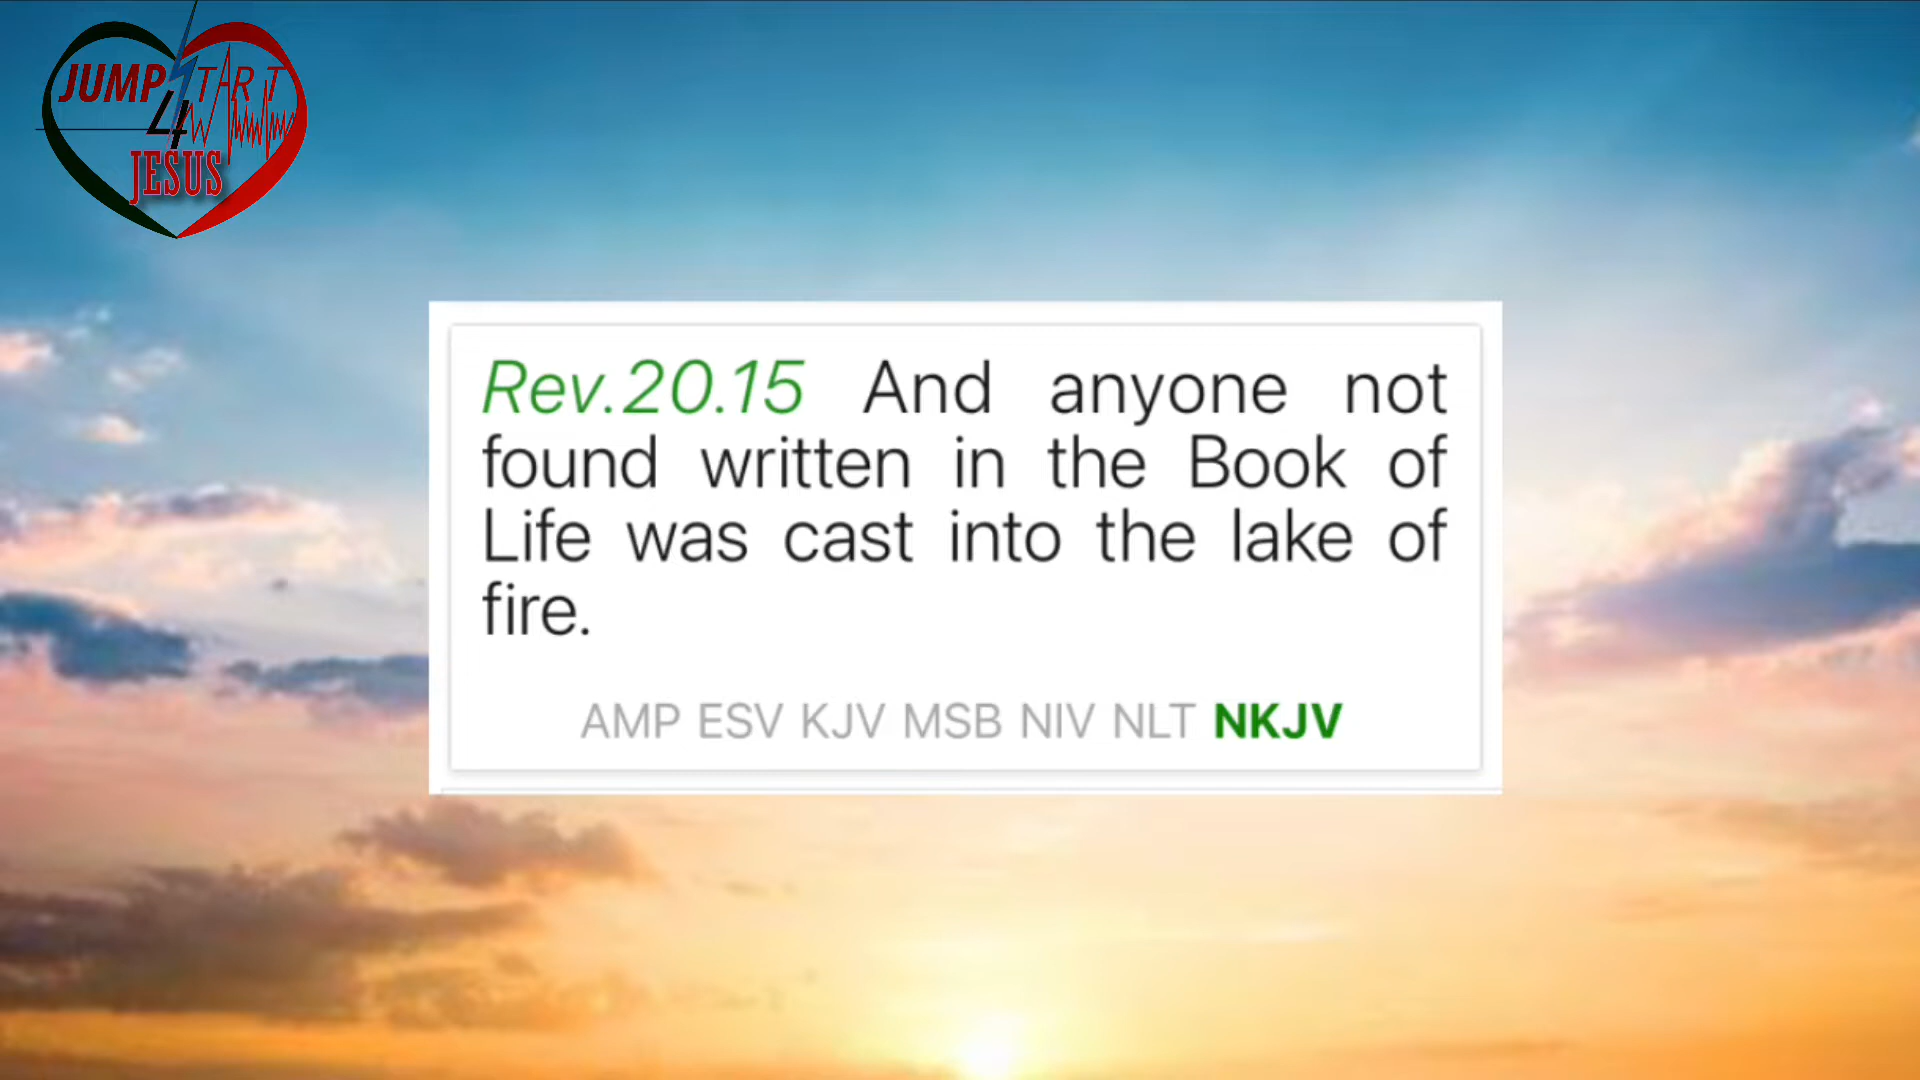 JUMP START
4
JESUS
Rev.20.15 And anyone not
found written in the Book of
Life was cast into the lake of
fire.
AMP ESV KJV MSB NIV NLT NKJV